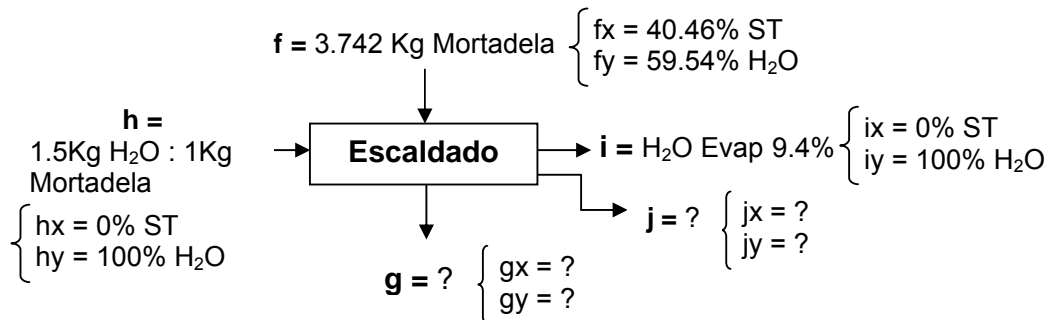 f = 3.742 Kg Mortadela
fx = 40.46% ST
fy = 59.54% H₂O
h =
1.5Kg H₂O : 1Kg
Mortadela
hx = 0% ST
hy = 100% H₂O
Escaldado
i = H₂O Evap 9.4%
ix = 0% ST
iy = 100% H₂O
j = ?
jx = ?
jy = ?
g = ?
gx = ?
gy = ?